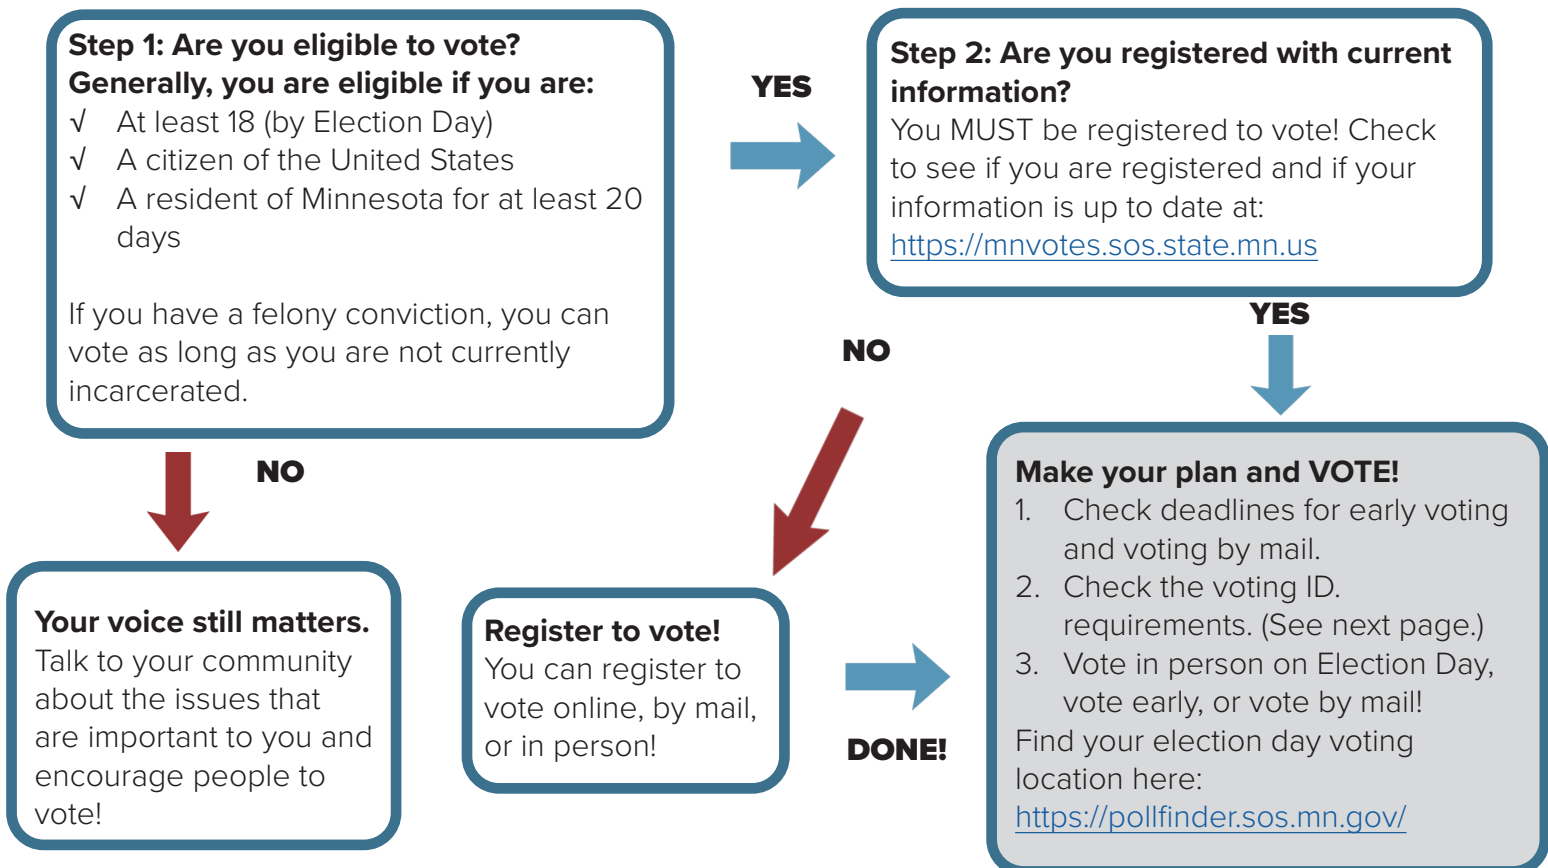 Step 1: Are you eligible to vote?
Generally, you are eligible if you are:
√ At least 18 (by Election Day)
√ A citizen of the United States
√ A resident of Minnesota for at least 20
days
If you have a felony conviction, you can
vote as long as you are not currently
incarcerated.
YES
Step 2: Are you registered with current
information?
You MUST be registered to vote! Check
to see if you are registered and if your
information is up to date at:
https://mnvotes.sos.state.mn.us
NO
YES
NO
Your voice still matters.
Talk to your community
about the issues that
are important to you and
encourage people to
vote!
Register to vote!
You can register to
vote online, by mail,
or in person!
DONE!
Make your plan and VOTE!
1. Check deadlines for early voting
and voting by mail.
2. Check the voting ID.
requirements. (See next page.)
3. Vote in person on Election Day,
vote early, or vote by mail!
Find your election day voting
location here:
https://pollfinder.sos.mn.gov/